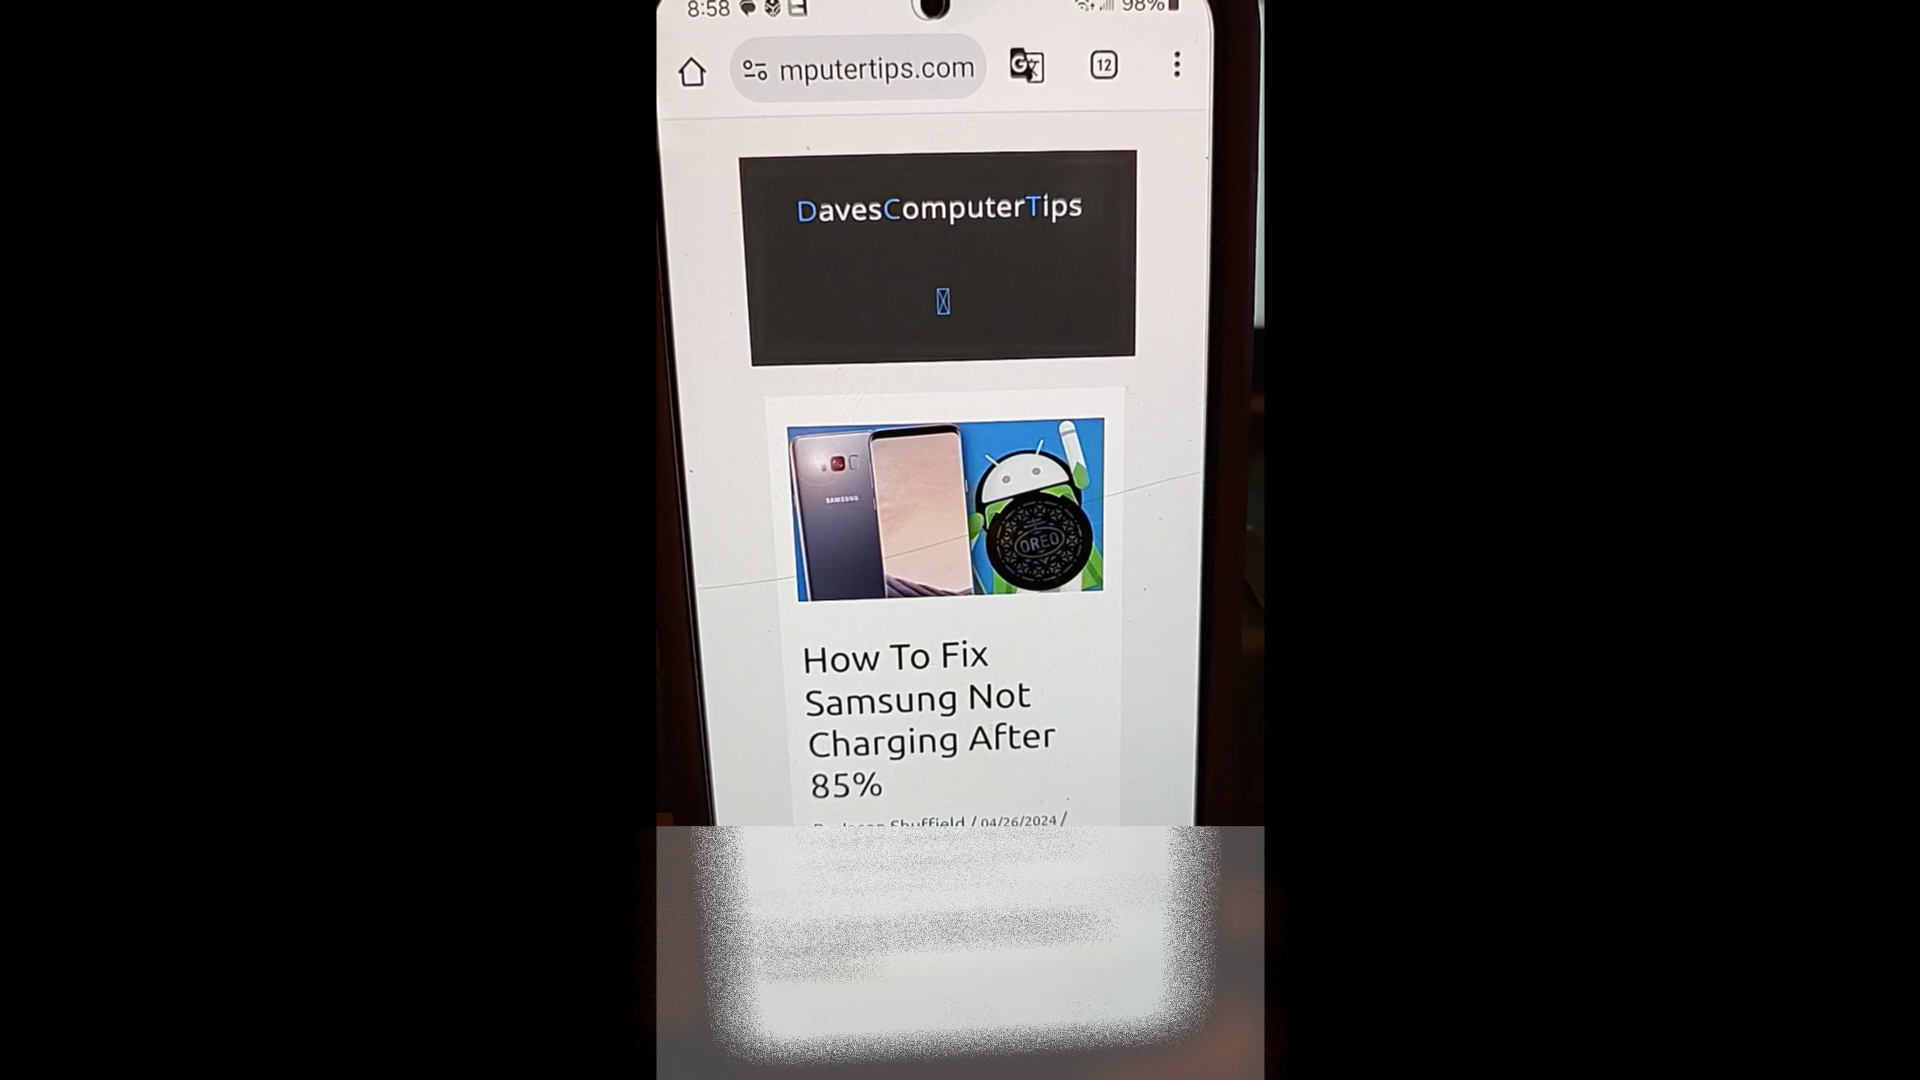 8:58
98%
mputertips.com
12
DavesComputerTips
SAMSUNG
OREO
How To Fix
Samsung Not
Charging After
85%
Shuffield / 04/26/2024 /